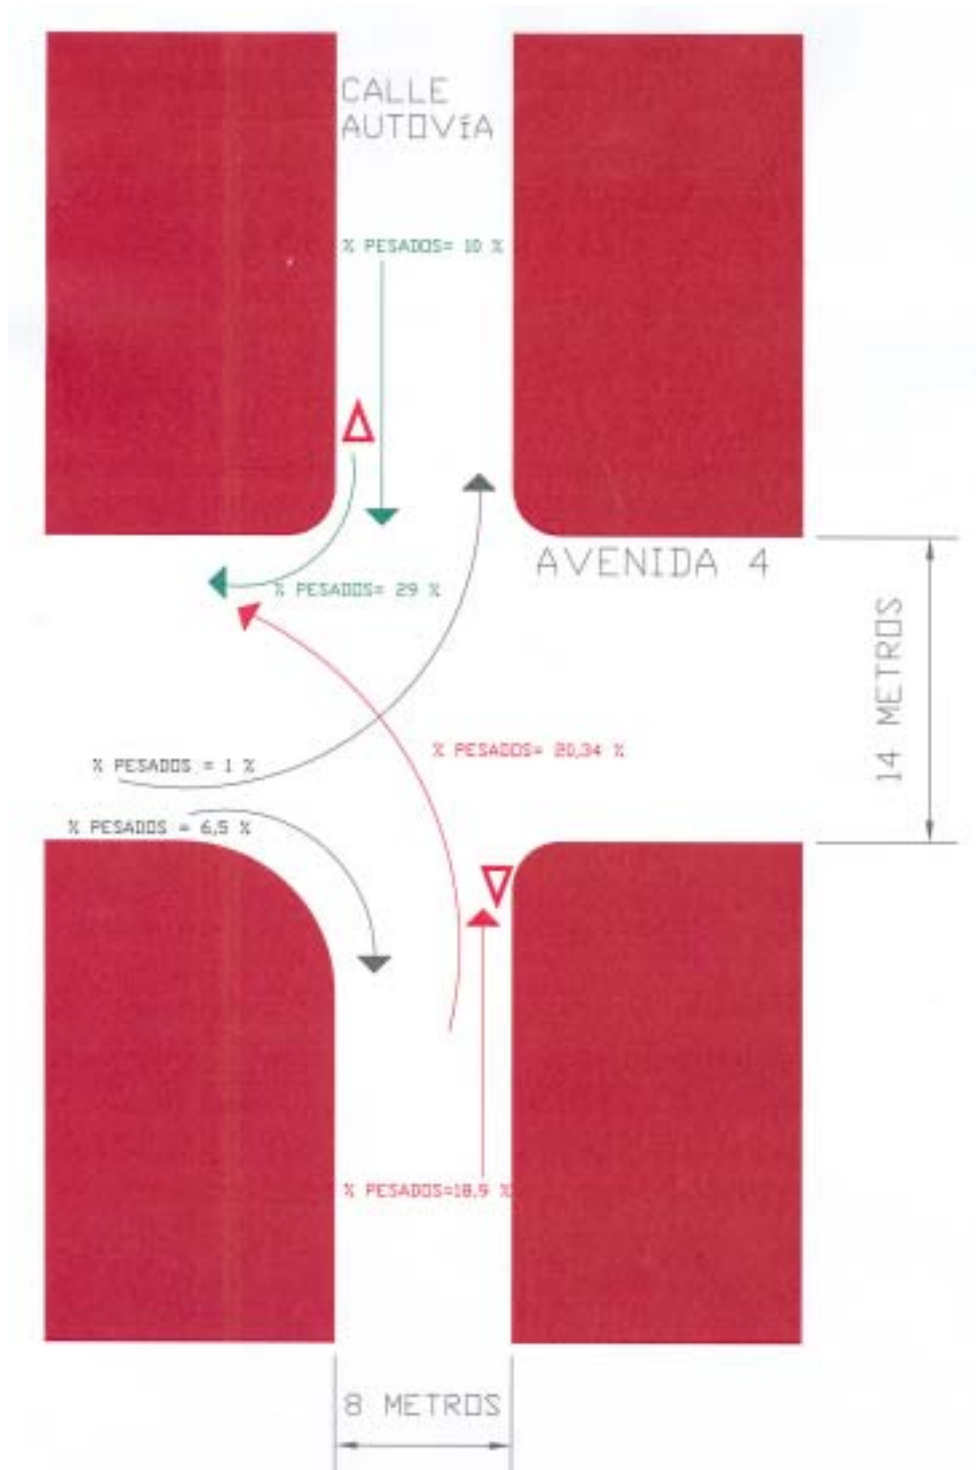 CALLE
AUTOVÍA
% PESADOS= 10 %
AVENIDA 4
% PESADOS= 29 %
14 METROS
% PESADOS= 20,34 %
% PESADOS = 1 %
% PESADOS = 6,5 %
% PESADOS=18,9 %
8 METROS